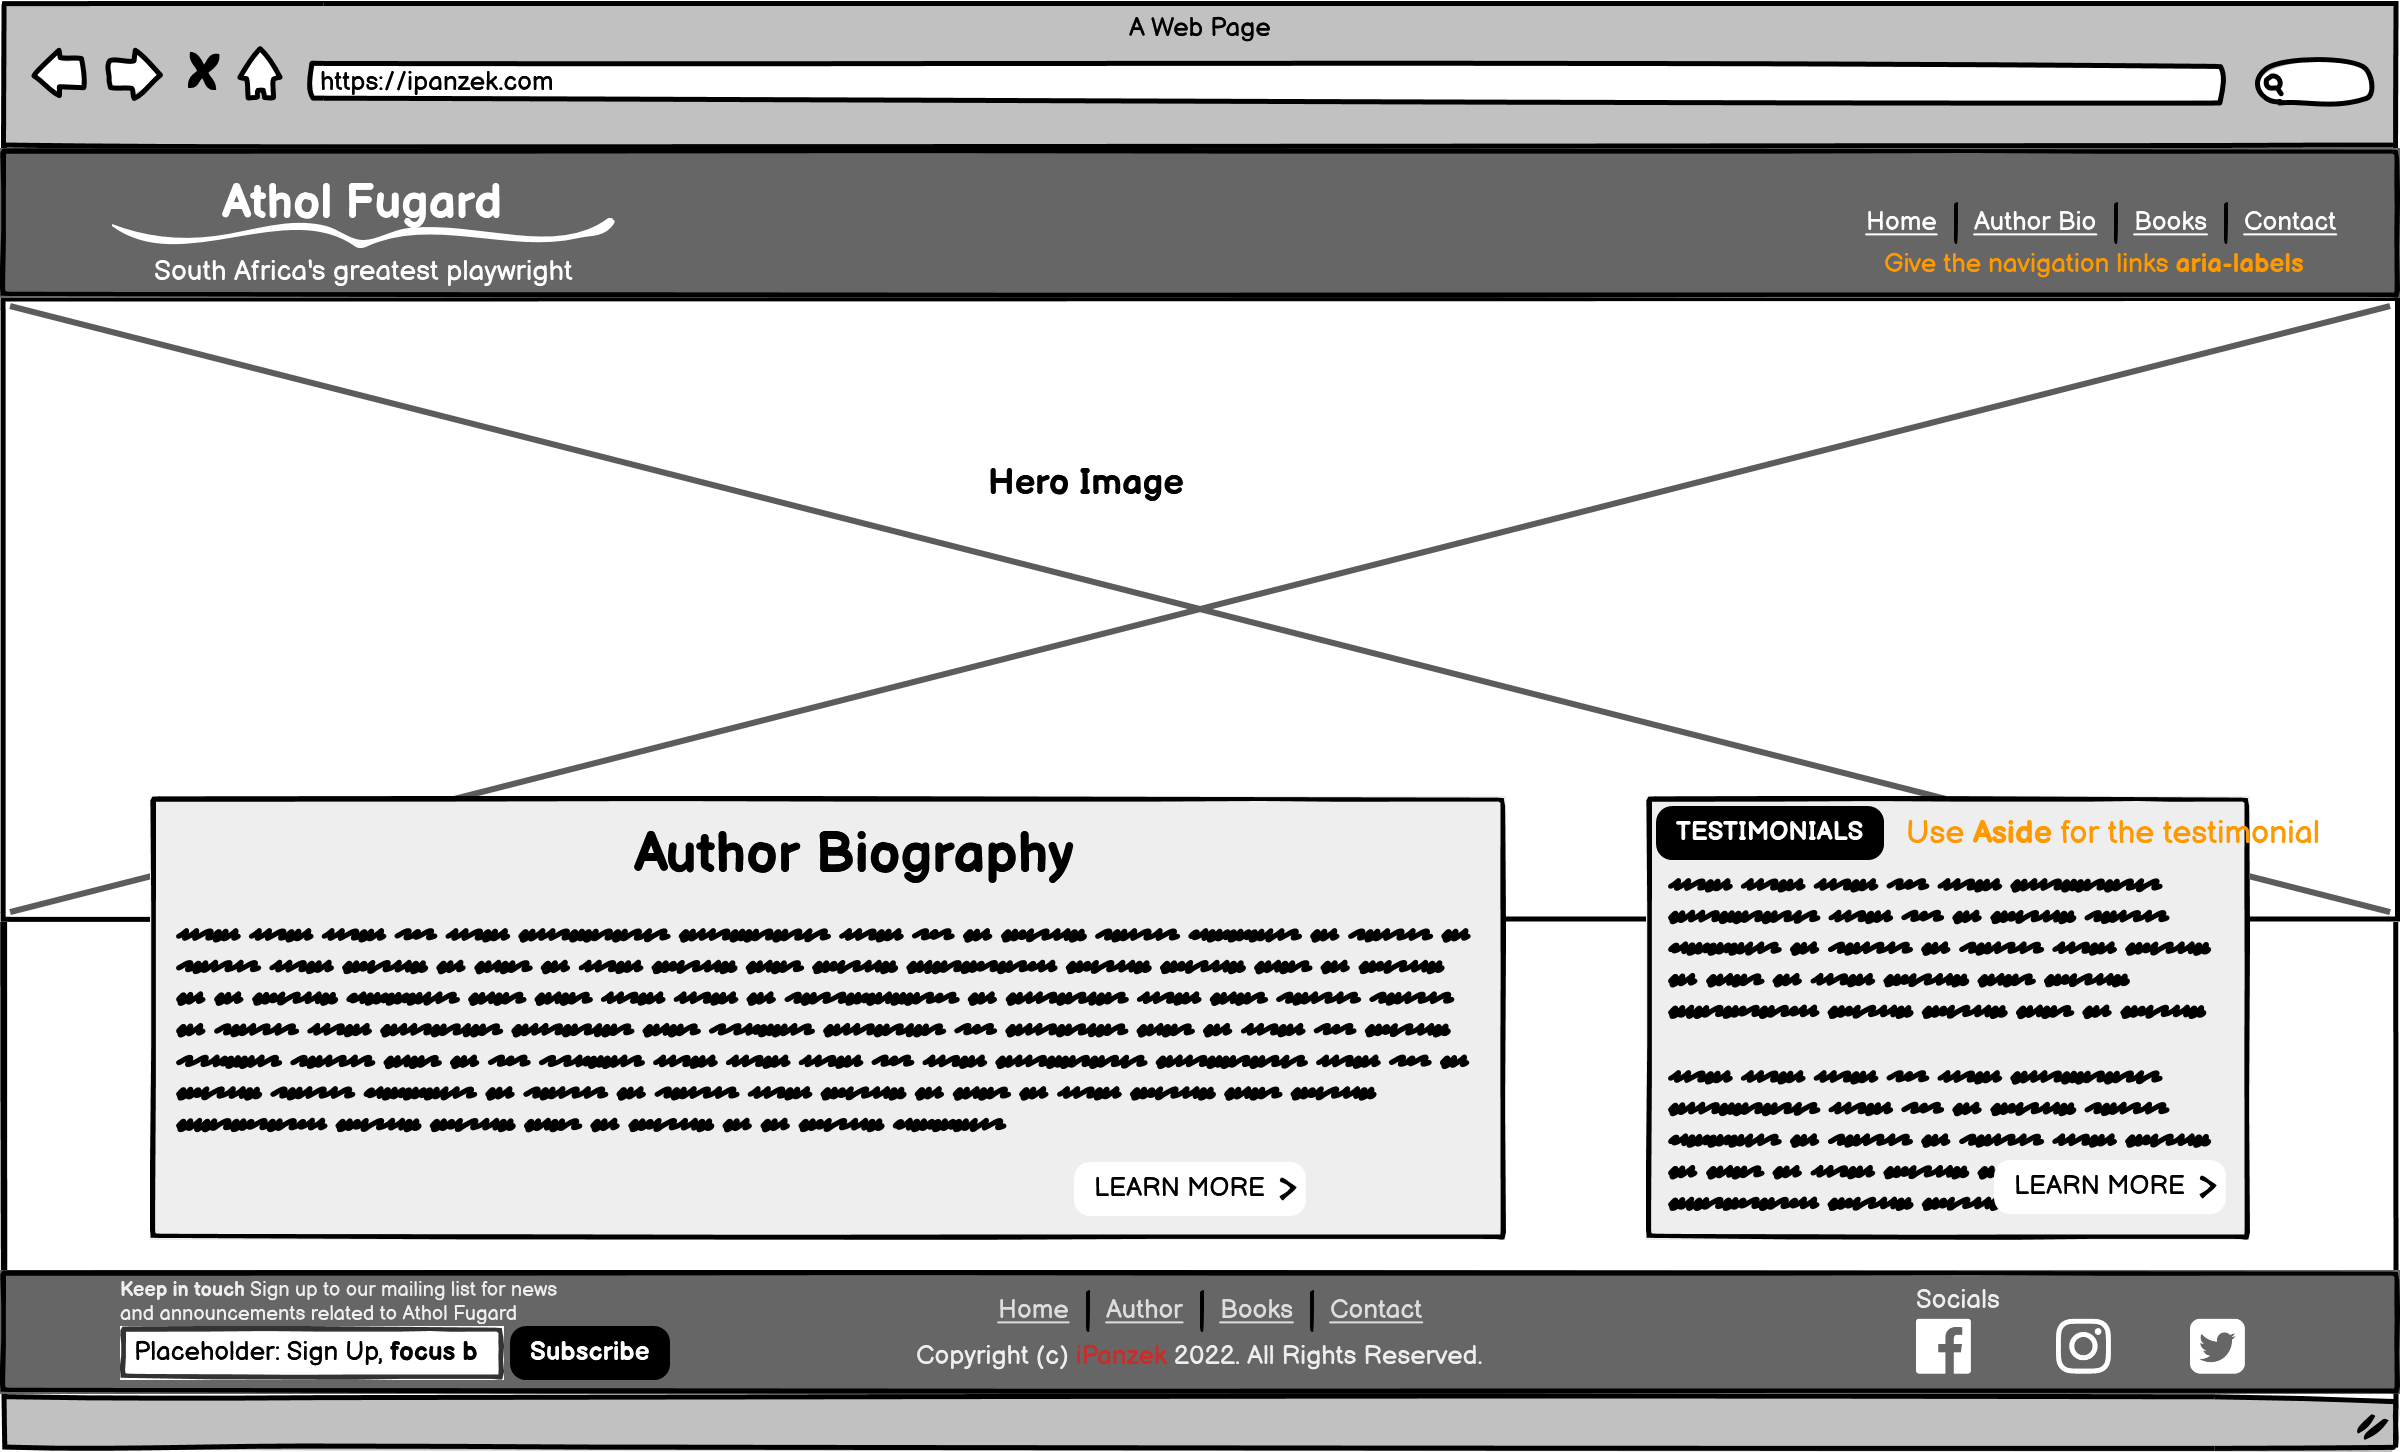 A Web Page
https://ipanzek.com
Athol Fugard
South Africa's greatest playwright
Home
Author Bio
Books
Contact
Give the navigation links aria-labels
Hero Image
Author Biography
LEARN MORE
TESTIMONIALS
Use Aside for the testimonial
LEARN MORE
Keep in touch Sign up to our mailing list for news
and announcements related to Athol Fugard
Placeholder: Sign Up, focus b
Subscribe
Home
Author
Books
Contact
Copyright (c) iPanzek 2022. All Rights Reserved.
Socials